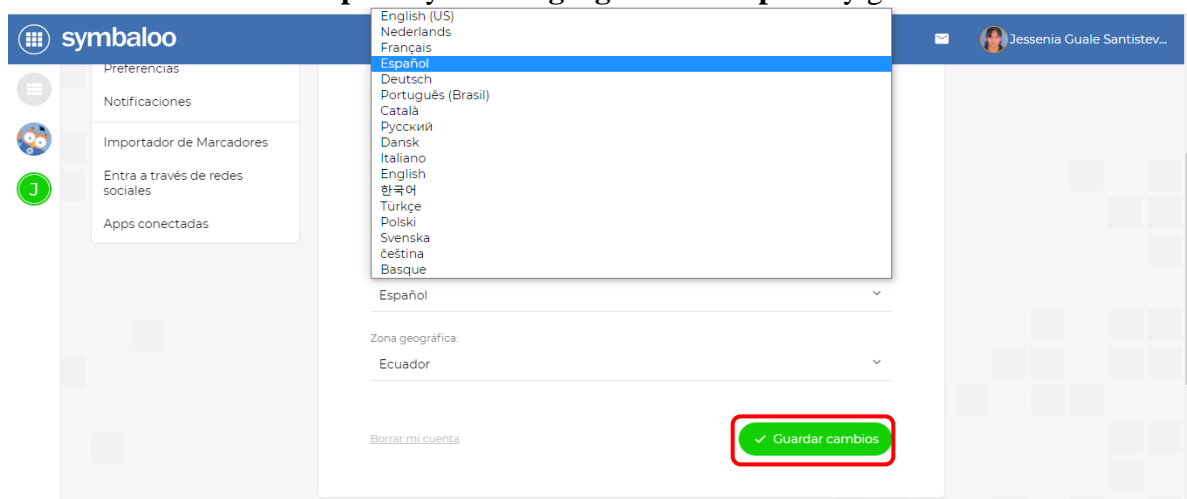 symbaloo
Jessenia Guale Santistev...
Preferencias
Notificaciones
Importador de Marcadores
Entra a través de redes
sociales
Apps conectadas
J
English (US)
Nederlands
Français
Español
Deutsch
Português (Brasil)
Català
Русский
Dansk
Italiano
English
한국어
Türkçe
Polski
Svenska
čeština
Basque
Español
Zona geográfica:
Ecuador
Borrar mi cuenta
Guardar cambios